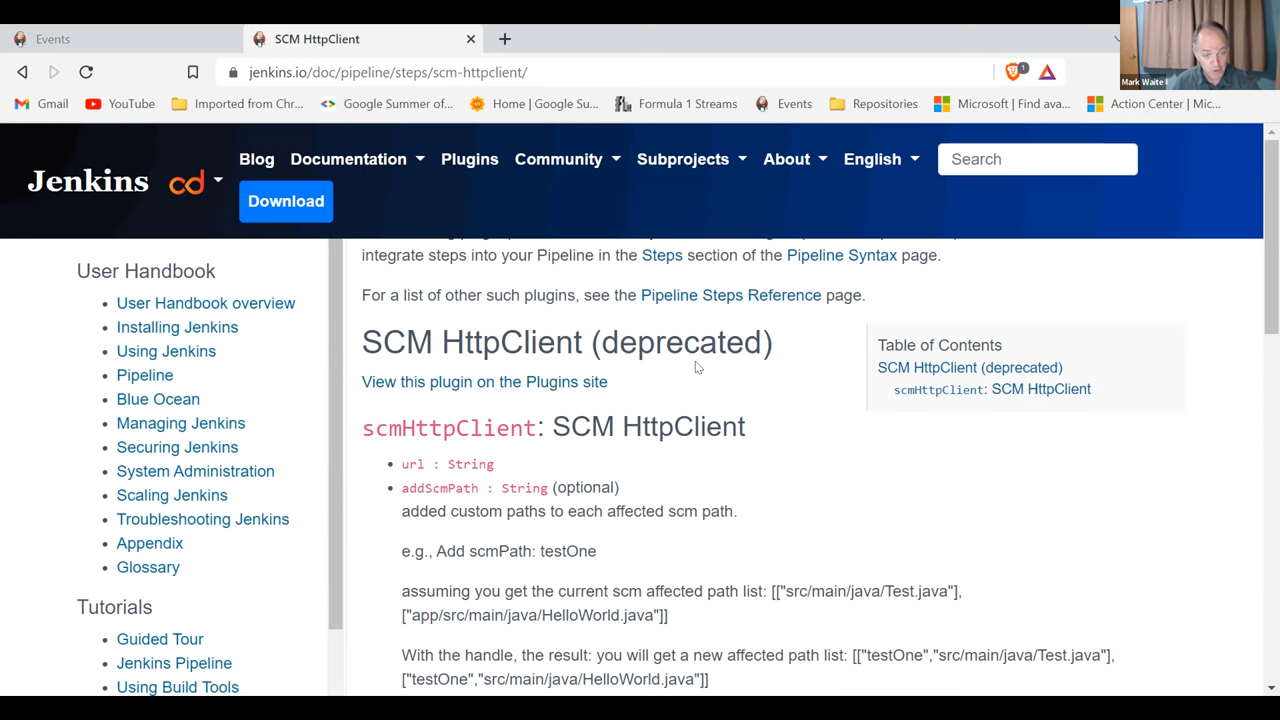 Events
SCM HttpClient
jenkins.io/doc/pipeline/steps/scm-httpclient/
1
Mark Waite
Gmail
YouTube
Imported from Chr...
Google Summer of...
Home | Google Su...
Formula 1 Streams
Events
Repositories
Microsoft | Find ava...
Action Center | Mic...
Jenkins
cd
Blog
Documentation
Plugins
Community
Subprojects
About
English
Search
Download
User Handbook
User Handbook overview
Installing Jenkins
Using Jenkins
Pipeline
Blue Ocean
Managing Jenkins
Securing Jenkins
System Administration
Scaling Jenkins
Troubleshooting Jenkins
Appendix
Glossary
Tutorials
Guided Tour
Jenkins Pipeline
Using Build Tools
integrate steps into your Pipeline in the Steps section of the Pipeline Syntax page.
For a list of other such plugins, see the Pipeline Steps Reference page.
SCM HttpClient (deprecated)
View this plugin on the Plugins site
scmHttpClient: SCM HttpClient
url : String
addScmPath : String (optional)
added custom paths to each affected scm path.
e.g., Add scmPath: testOne
assuming you get the current scm affected path list: [["src/main/java/Test.java"],
["app/src/main/java/HelloWorld.java"]]
With the handle, the result: you will get a new affected path list: [["testOne","src/main/java/Test.java"],
["testOne","src/main/java/HelloWorld.java"]]
Table of Contents
SCM HttpClient (deprecated)
scmHttpClient: SCM HttpClient